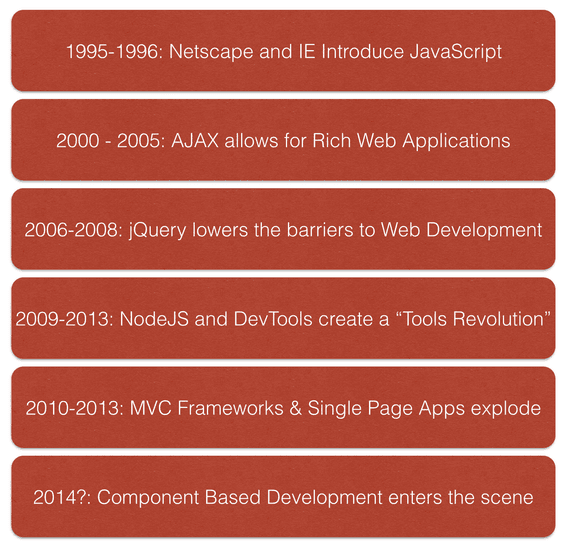 1995-1996: Netscape and IE Introduce JavaScript
2000 - 2005: AJAX allows for Rich Web Applications
2006-2008: jQuery lowers the barriers to Web Development
2009-2013: NodeJS and DevTools create a “Tools Revolution”
2010-2013: MVC Frameworks & Single Page Apps explode
2014?: Component Based Development enters the scene